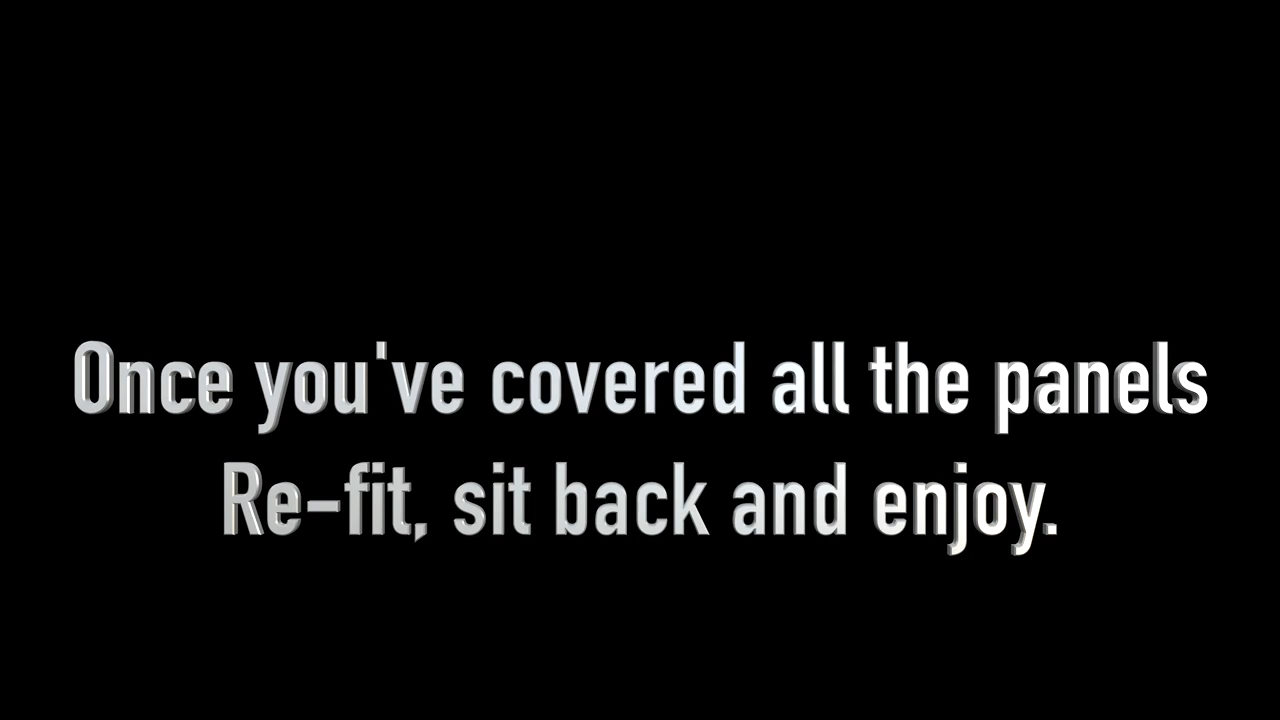 Once you've covered all the panels
Re-fit, sit back and enjoy.